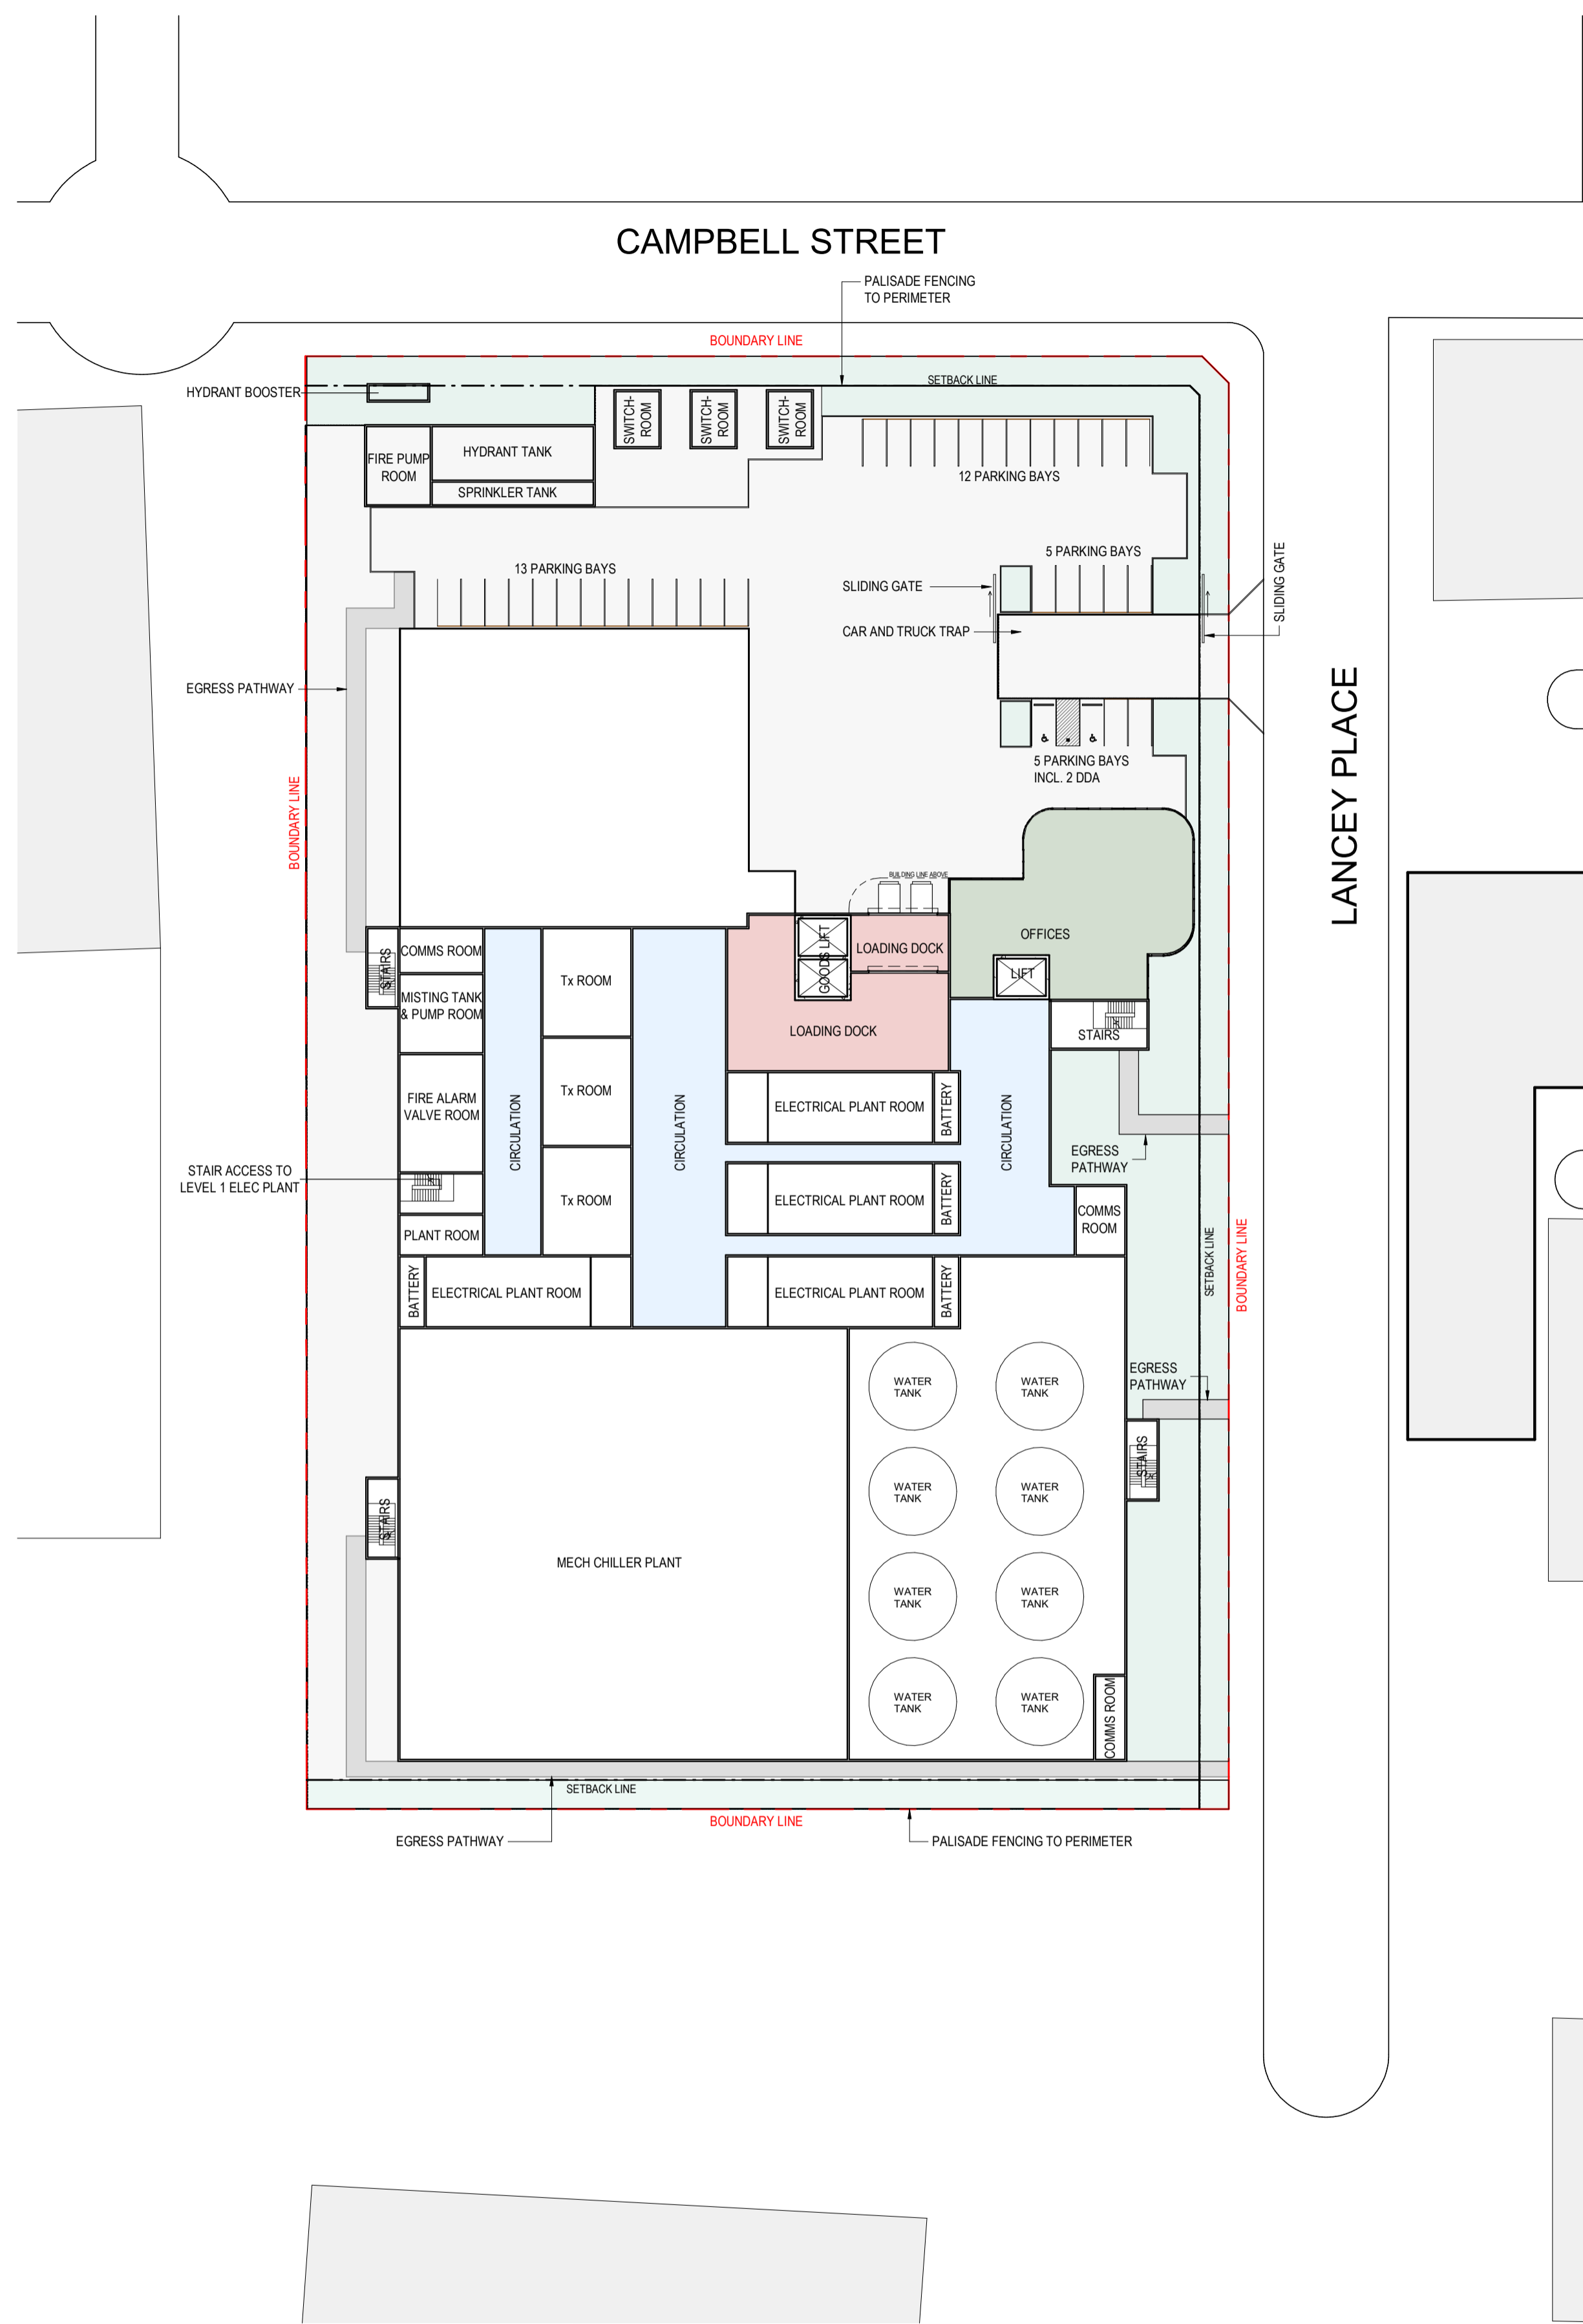 CAMPBELL STREET
PALISADE FENCING
TO PERIMETER
BOUNDARY LINE
SETBACK LINE
HYDRANT BOOSTER
SWITCH-
ROOM
SWITCH-
ROOM
SWITCH-
ROOM
HYDRANT TANK
FIRE PUMP
ROOM
SPRINKLER TANK
12 PARKING BAYS
5 PARKING BAYS
13 PARKING BAYS
SLIDING GATE
SLIDING GATE
CAR AND TRUCK TRAP
EGRESS PATHWAY
LANCEY PLACE
5 PARKING BAYS
INCL. 2 DDA
BOUNDARY LINE
BUILDING LINE ABOVE
OFFICES
STAIRS
COMMS ROOM
GOODS LIFT
LOADING DOCK
LIFT
Tx ROOM
MISTING TANK
& PUMP ROOM
LOADING DOCK
STAIRS
Tx ROOM
FIRE ALARM
VALVE ROOM
CIRCULATION
CIRCULATION
ELECTRICAL PLANT ROOM
BATTERY
CIRCULATION
EGRESS
PATHWAY
STAIR ACCESS TO
LEVEL 1 ELEC PLANT
Tx ROOM
ELECTRICAL PLANT ROOM
BATTERY
COMMS
ROOM
PLANT ROOM
SETBACK LINE
BOUNDARY LINE
BATTERY
ELECTRICAL PLANT ROOM
ELECTRICAL PLANT ROOM
BATTERY
EGRESS
PATHWAY
WATER
TANK
WATER
TANK
STAIRS
WATER
TANK
WATER
TANK
STAIRS
MECH CHILLER PLANT
WATER
TANK
WATER
TANK
WATER
TANK
WATER
TANK
COMMS ROOM
SETBACK LINE
BOUNDARY LINE
EGRESS PATHWAY
PALISADE FENCING TO PERIMETER